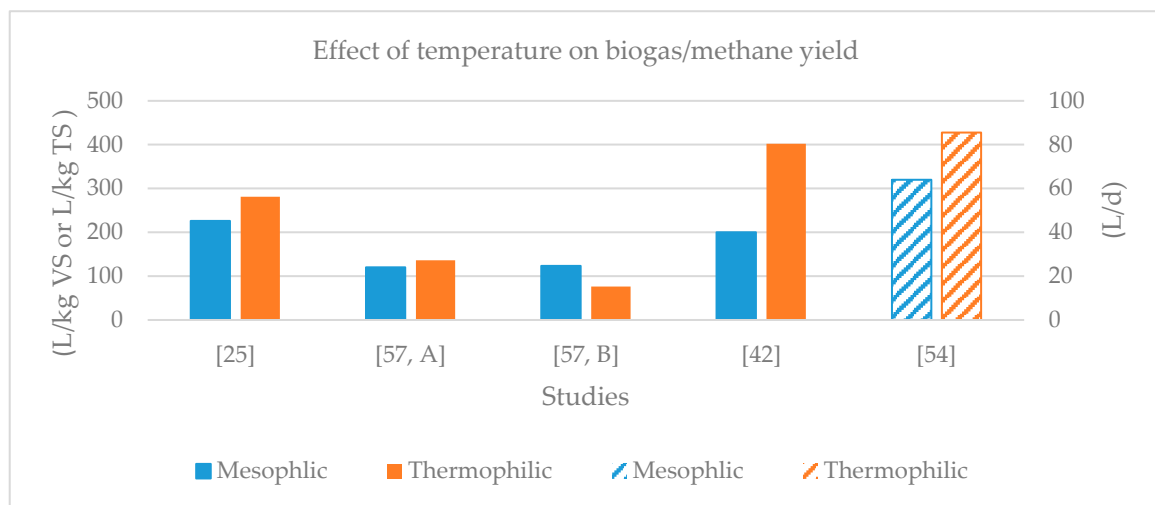 Effect of temperature on biogas/methane yield
(L/kg VS or L/kg TS )
500
400
300
200
100
0
100
80
60
40
20
0
(L/d)
[25] [57, A] [57, B] [42] [54]
Studies
Mesophlic Thermophilic Mesophlic Thermophilic